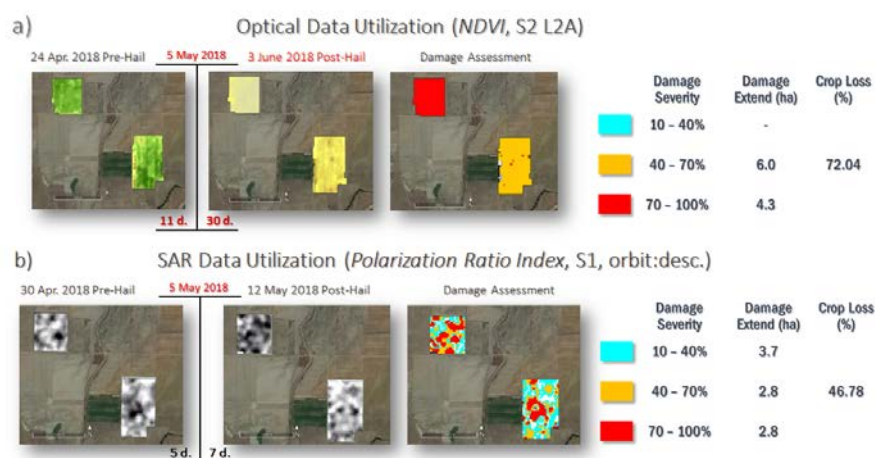 a)
Optical Data Utilization (NDVI, S2 L2A)
24 Apr. 2018 Pre-Hail
5 May 2018
3 June 2018 Post-Hail
Damage Assessment
11 d.
30 d.
Damage Severity
Damage Extend (ha)
Crop Loss (%)
10 – 40%
-
40 – 70%
6.0
72.04
70 – 100%
4.3
b)
SAR Data Utilization (Polarization Ratio Index, S1, orbit:desc.)
30 Apr. 2018 Pre-Hail
5 May 2018
12 May 2018 Post-Hail
Damage Assessment
5 d.
7 d.
Damage Severity
Damage Extend (ha)
Crop Loss (%)
10 – 40%
3.7
40 – 70%
2.8
46.78
70 – 100%
2.8